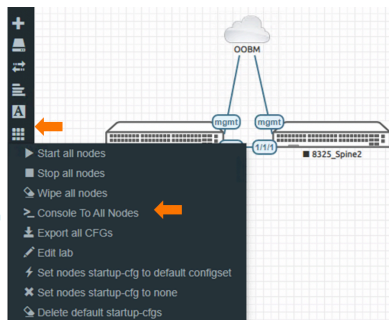 OOBM
A
mgmt
mgmt
1/1/1
8325_Spine2
Start all nodes
Stop all nodes
Wipe all nodes
Console To All Nodes
Export all CFGs
Edit lab
Set nodes startup-cfg to default configset
Set nodes startup-cfg to none
Delete default startup-cfgs